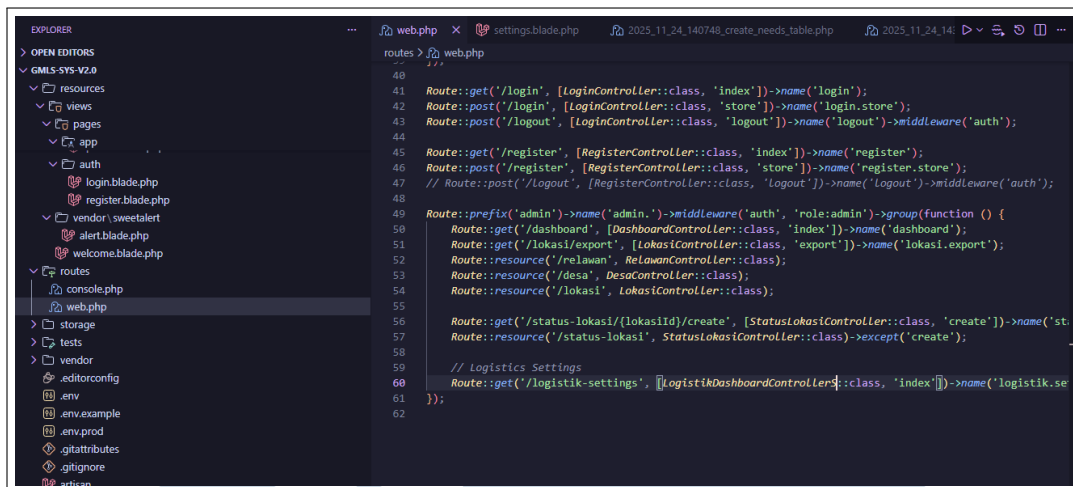 EXPLORER
web.php
settings.blade.php
2025_11_24_140748_create_needs_table.php
2025_11_24_14
OPEN EDITORS
routes > web.php
GMLS-SYS-V2.0
resources
views
pages
app
auth
login.blade.php
register.blade.php
vendor\sweetalert
alert.blade.php
welcome.blade.php
routes
console.php
web.php
storage
tests
vendor
.editorconfig
.env
.env.example
.env.prod
.gitattributes
.gitignore
artisan
40
41 Route::get('/login', [LoginController::class, 'index'])->name('login');
42 Route::post('/login', [LoginController::class, 'store'])->name('login.store');
43 Route::post('/logout', [LoginController::class, 'logout'])->name('logout')->middleware('auth');
44
45 Route::get('/register', [RegisterController::class, 'index'])->name('register');
46 Route::post('/register', [RegisterController::class, 'store'])->name('register.store');
47 // Route::post('/logout', [RegisterController::class, 'logout'])->name('logout')->middleware('auth');
48
49 Route::prefix('admin')->name('admin.')->middleware('auth', 'role:admin')->group(function () {
50 Route::get('/dashboard', [DashboardController::class, 'index'])->name('dashboard');
51 Route::get('/lokasi/export', [LokasiController::class, 'export'])->name('lokasi.export');
52 Route::resource('/relawan', RelawanController::class);
53 Route::resource('/desa', DesaController::class);
54 Route::resource('/lokasi', LokasiController::class);
55
56 Route::get('/status-lokasi/{lokasiId}/create', [StatusLokasiController::class, 'create'])->name('st
57 Route::resource('/status-lokasi', StatusLokasiController::class)->except('create');
58
59 // Logistics Settings
60 Route::get('/logistik-settings', [LogistikDashboardControllerS::class, 'index'])->name('logistik.se
61 });
62